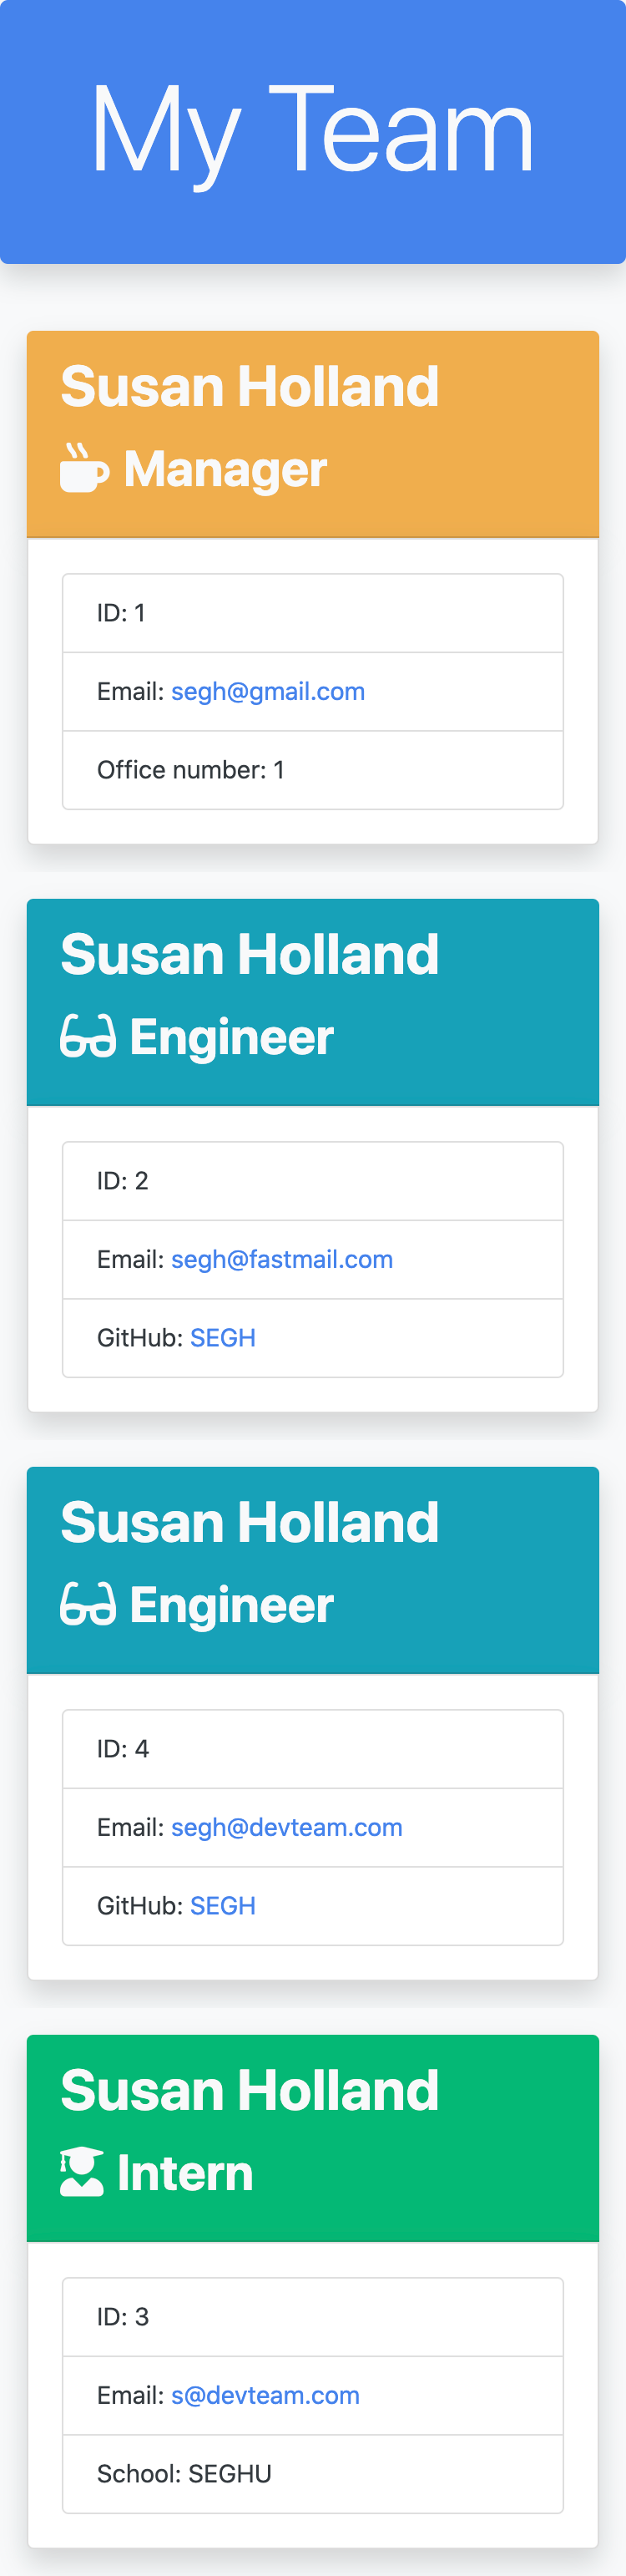 My Team
Susan Holland
Manager
ID: 1
Email: segh@gmail.com
Office number: 1
Susan Holland
Engineer
ID: 2
Email: segh@fastmail.com
GitHub: SEGH
Susan Holland
Engineer
ID: 4
Email: segh@devteam.com
GitHub: SEGH
Susan Holland
Intern
ID: 3
Email: s@devteam.com
School: SEGHU